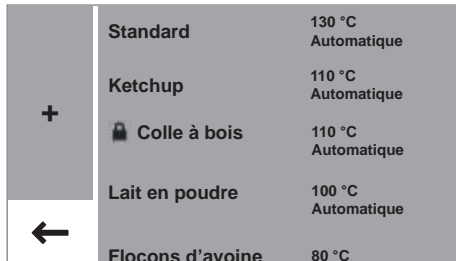 Standard 130 °C
Automatique
Ketchup 110 °C
Automatique
+
Colle à bois 110 °C
Automatique
Lait en poudre 100 °C
Automatique
Flocons d'avoine 80 °C